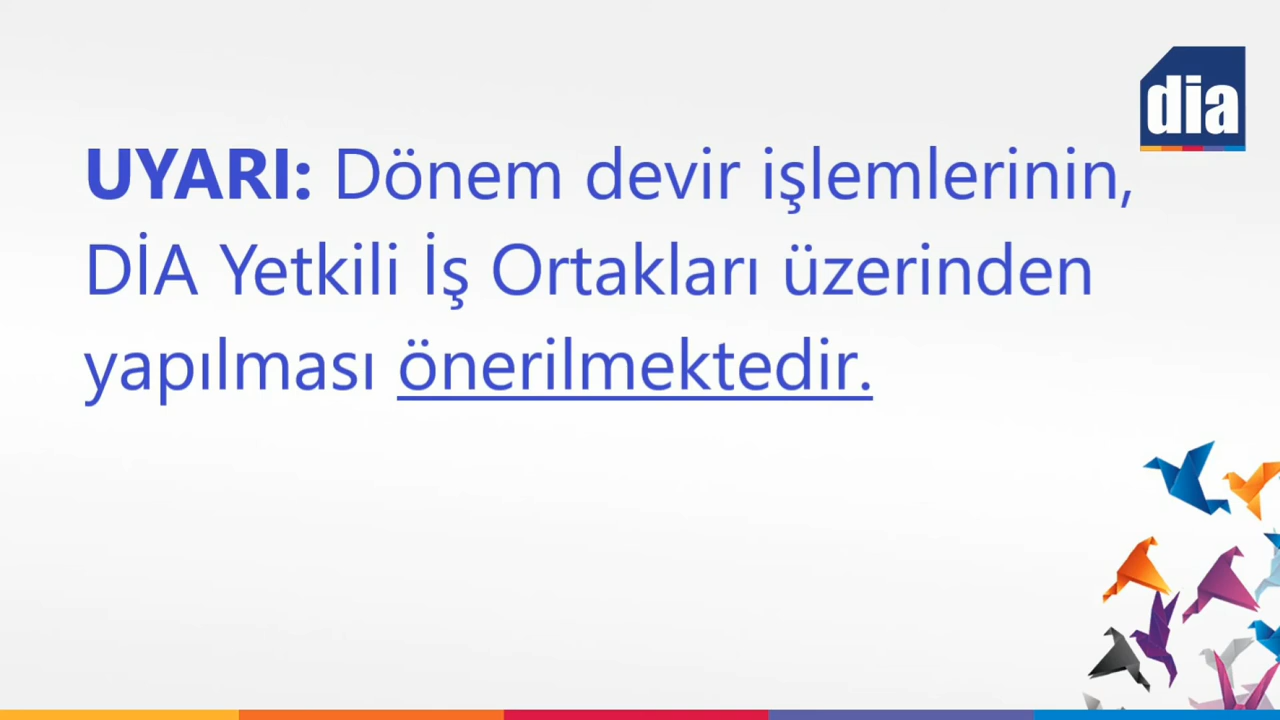 dia
UYARI: Dönem devir işlemlerinin,
DİA Yetkili İş Ortakları üzerinden
yapılması önerilmektedir.